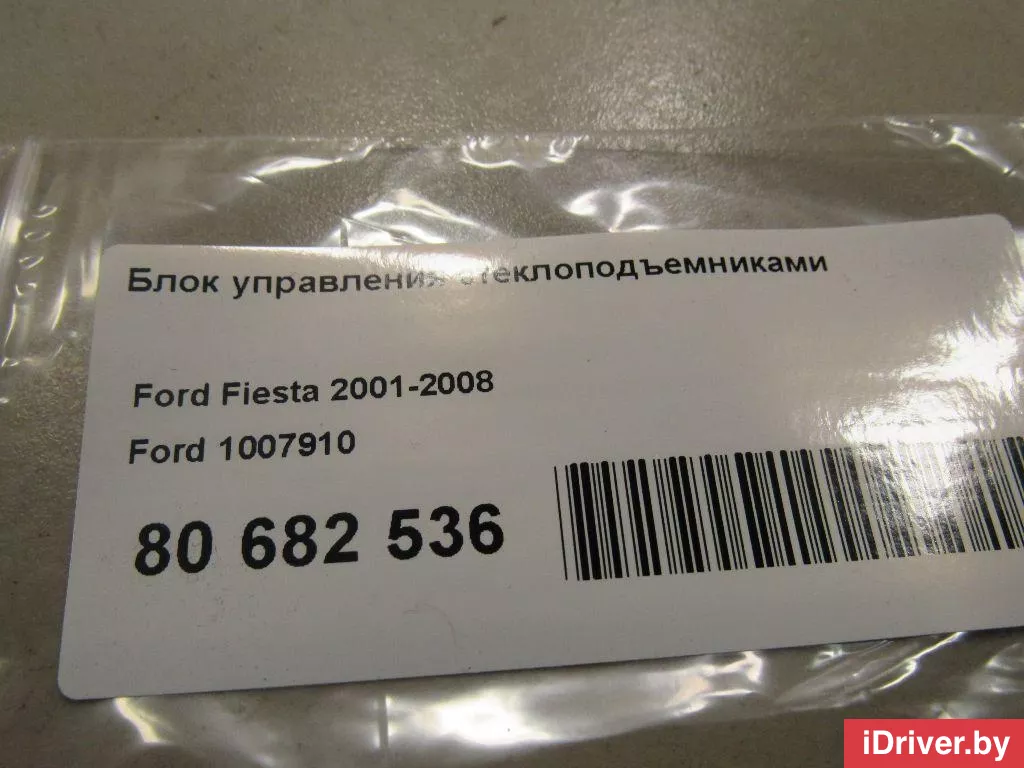 Блок управления стеклоподъемниками
Ford Fiesta 2001-2008
Ford 1007910
80 682 536
iDriver.by